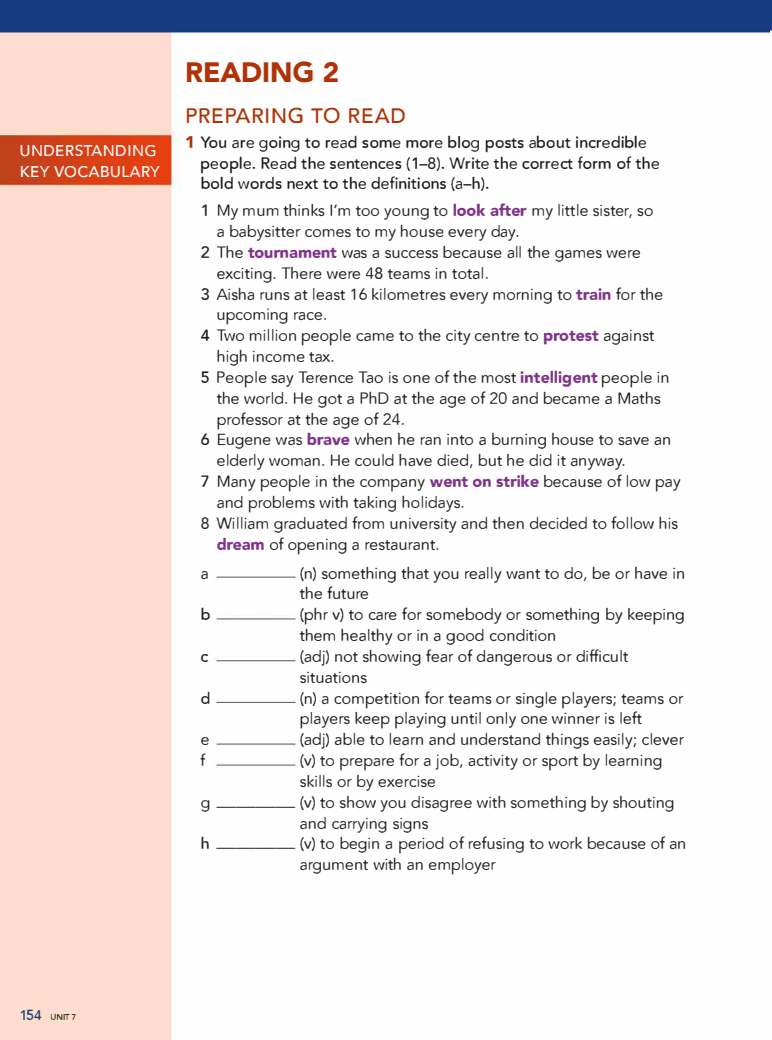 READING 2
PREPARING TO READ
UNDERSTANDING
KEY VOCABULARY
1 You are going to read some more blog posts about incredible
people. Read the sentences (1–8). Write the correct form of the
bold words next to the definitions (a–h).
1 My mum thinks I'm too young to look after my little sister, so
a babysitter comes to my house every day.
2 The tournament was a success because all the games were
exciting. There were 48 teams in total.
3 Aisha runs at least 16 kilometres every morning to train for the
upcoming race.
4 Two million people came to the city centre to protest against
high income tax.
5 People say Terence Tao is one of the most intelligent people in
the world. He got a PhD at the age of 20 and became a Maths
professor at the age of 24.
6 Eugene was brave when he ran into a burning house to save an
elderly woman. He could have died, but he did it anyway.
7 Many people in the company went on strike because of low pay
and problems with taking holidays.
8 William graduated from university and then decided to follow his
dream of opening a restaurant.
a __________ (n) something that you really want to do, be or have in
the future
b __________ (phr v) to care for somebody or something by keeping
them healthy or in a good condition
c __________ (adj) not showing fear of dangerous or difficult
situations
d __________ (n) a competition for teams or single players; teams or
players keep playing until only one winner is left
e __________ (adj) able to learn and understand things easily; clever
f __________ (v) to prepare for a job, activity or sport by learning
skills or by exercise
g __________ (v) to show you disagree with something by shouting
and carrying signs
h __________ (v) to begin a period of refusing to work because of an
argument with an employer
154 UNIT 7